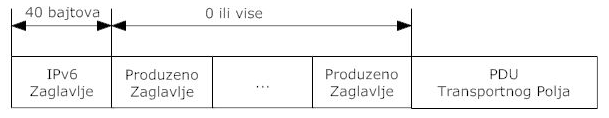 40 bajtova
0 ili vise
IPv6
Zaglavlje
Produzeno
Zaglavlje
...
Produzeno
Zaglavlje
PDU
Transportnog Polja